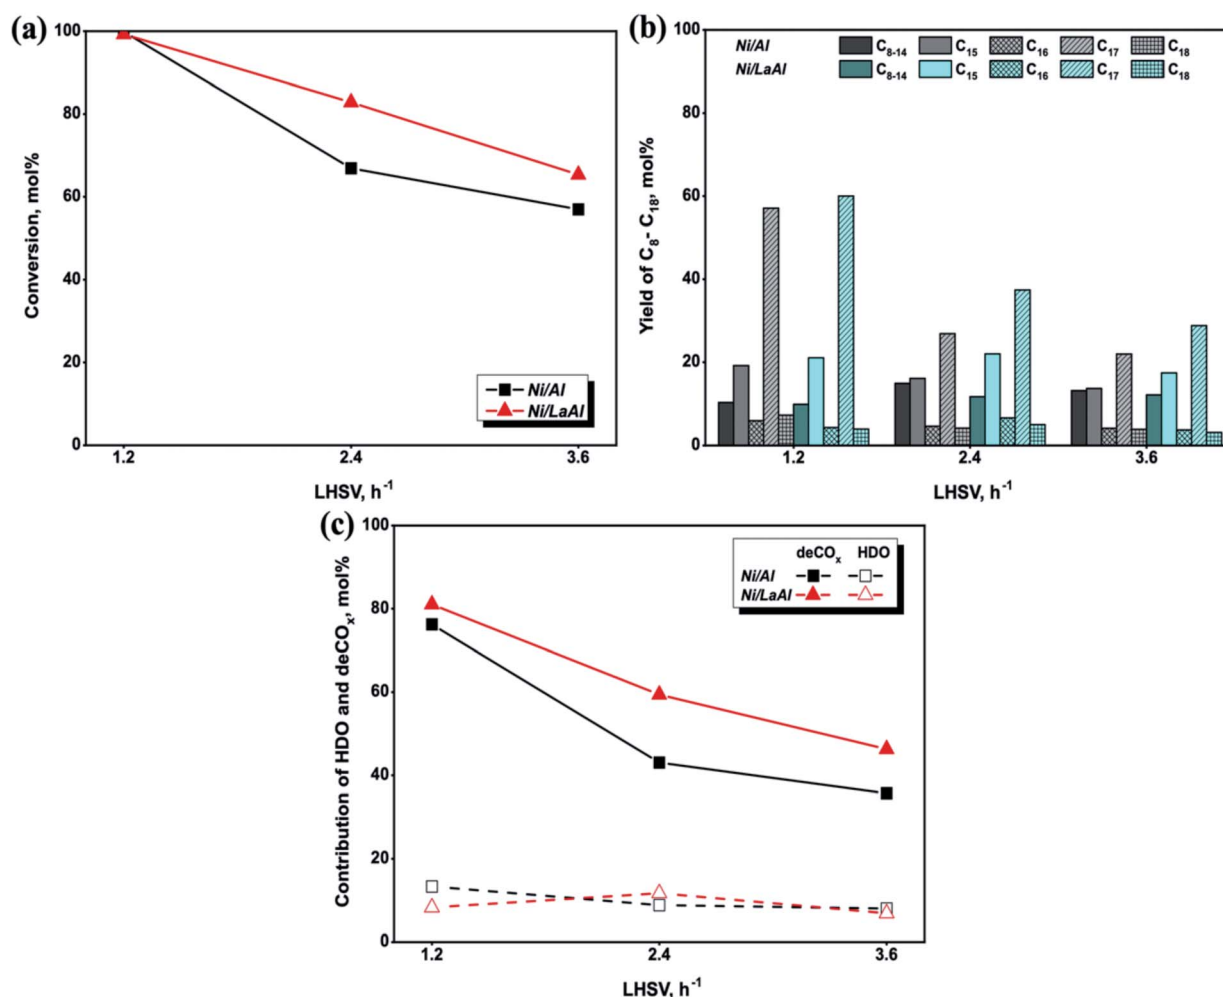 (a)
100
80
60
40
20
0
Conversion, mol%
Ni/Al
Ni/LaAl
1.2 2.4 3.6
LHSV, h⁻¹
(b)
100
80
60
40
20
0
Yield of C₈- C₁₈, mol%
Ni/Al C₈₋₁₄ C₁₅ C₁₆ C₁₇ C₁₈
Ni/LaAl C₈₋₁₄ C₁₅ C₁₆ C₁₇ C₁₈
1.2 2.4 3.6
LHSV, h⁻¹
(c)
100
80
60
40
20
0
Contribution of HDO and deCOₓ, mol%
deCOₓ HDO
Ni/Al
Ni/LaAl
1.2 2.4 3.6
LHSV, h⁻¹